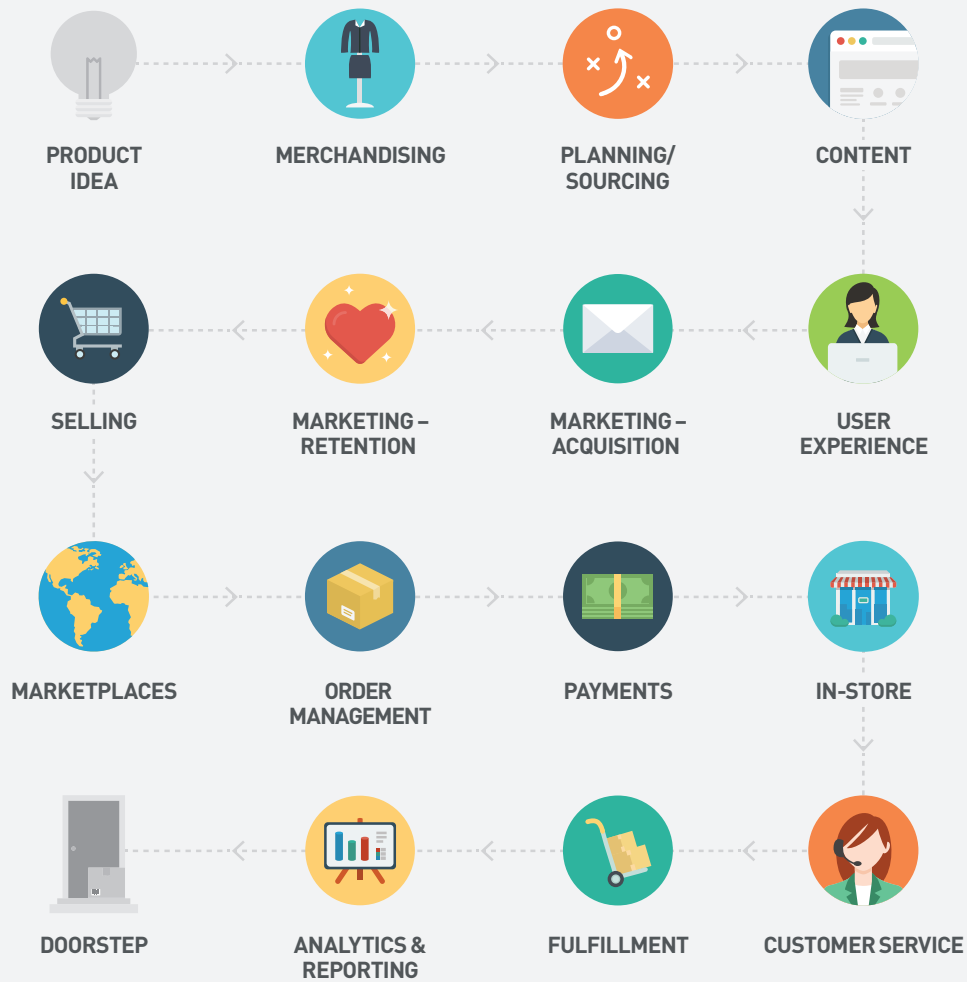 PRODUCT
IDEA
MERCHANDISING
PLANNING/
SOURCING
CONTENT
SELLING
MARKETING –
RETENTION
MARKETING –
ACQUISITION
USER
EXPERIENCE
MARKETPLACES
ORDER
MANAGEMENT
PAYMENTS
IN-STORE
DOORSTEP
ANALYTICS &
REPORTING
FULFILLMENT
CUSTOMER SERVICE